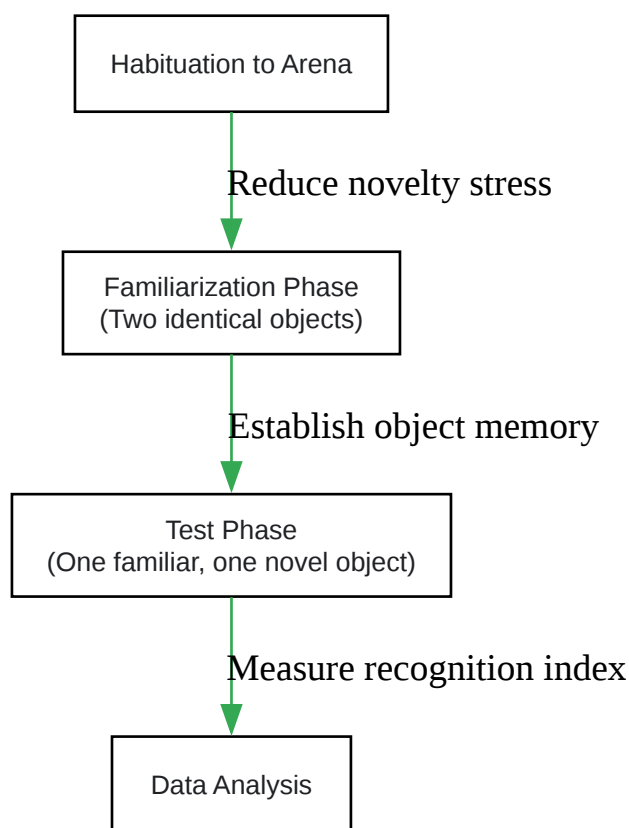 Habituation to Arena
Reduce novelty stress
Familiarization Phase
(Two identical objects)
Establish object memory
Test Phase
(One familiar, one novel object)
Measure recognition index
Data Analysis